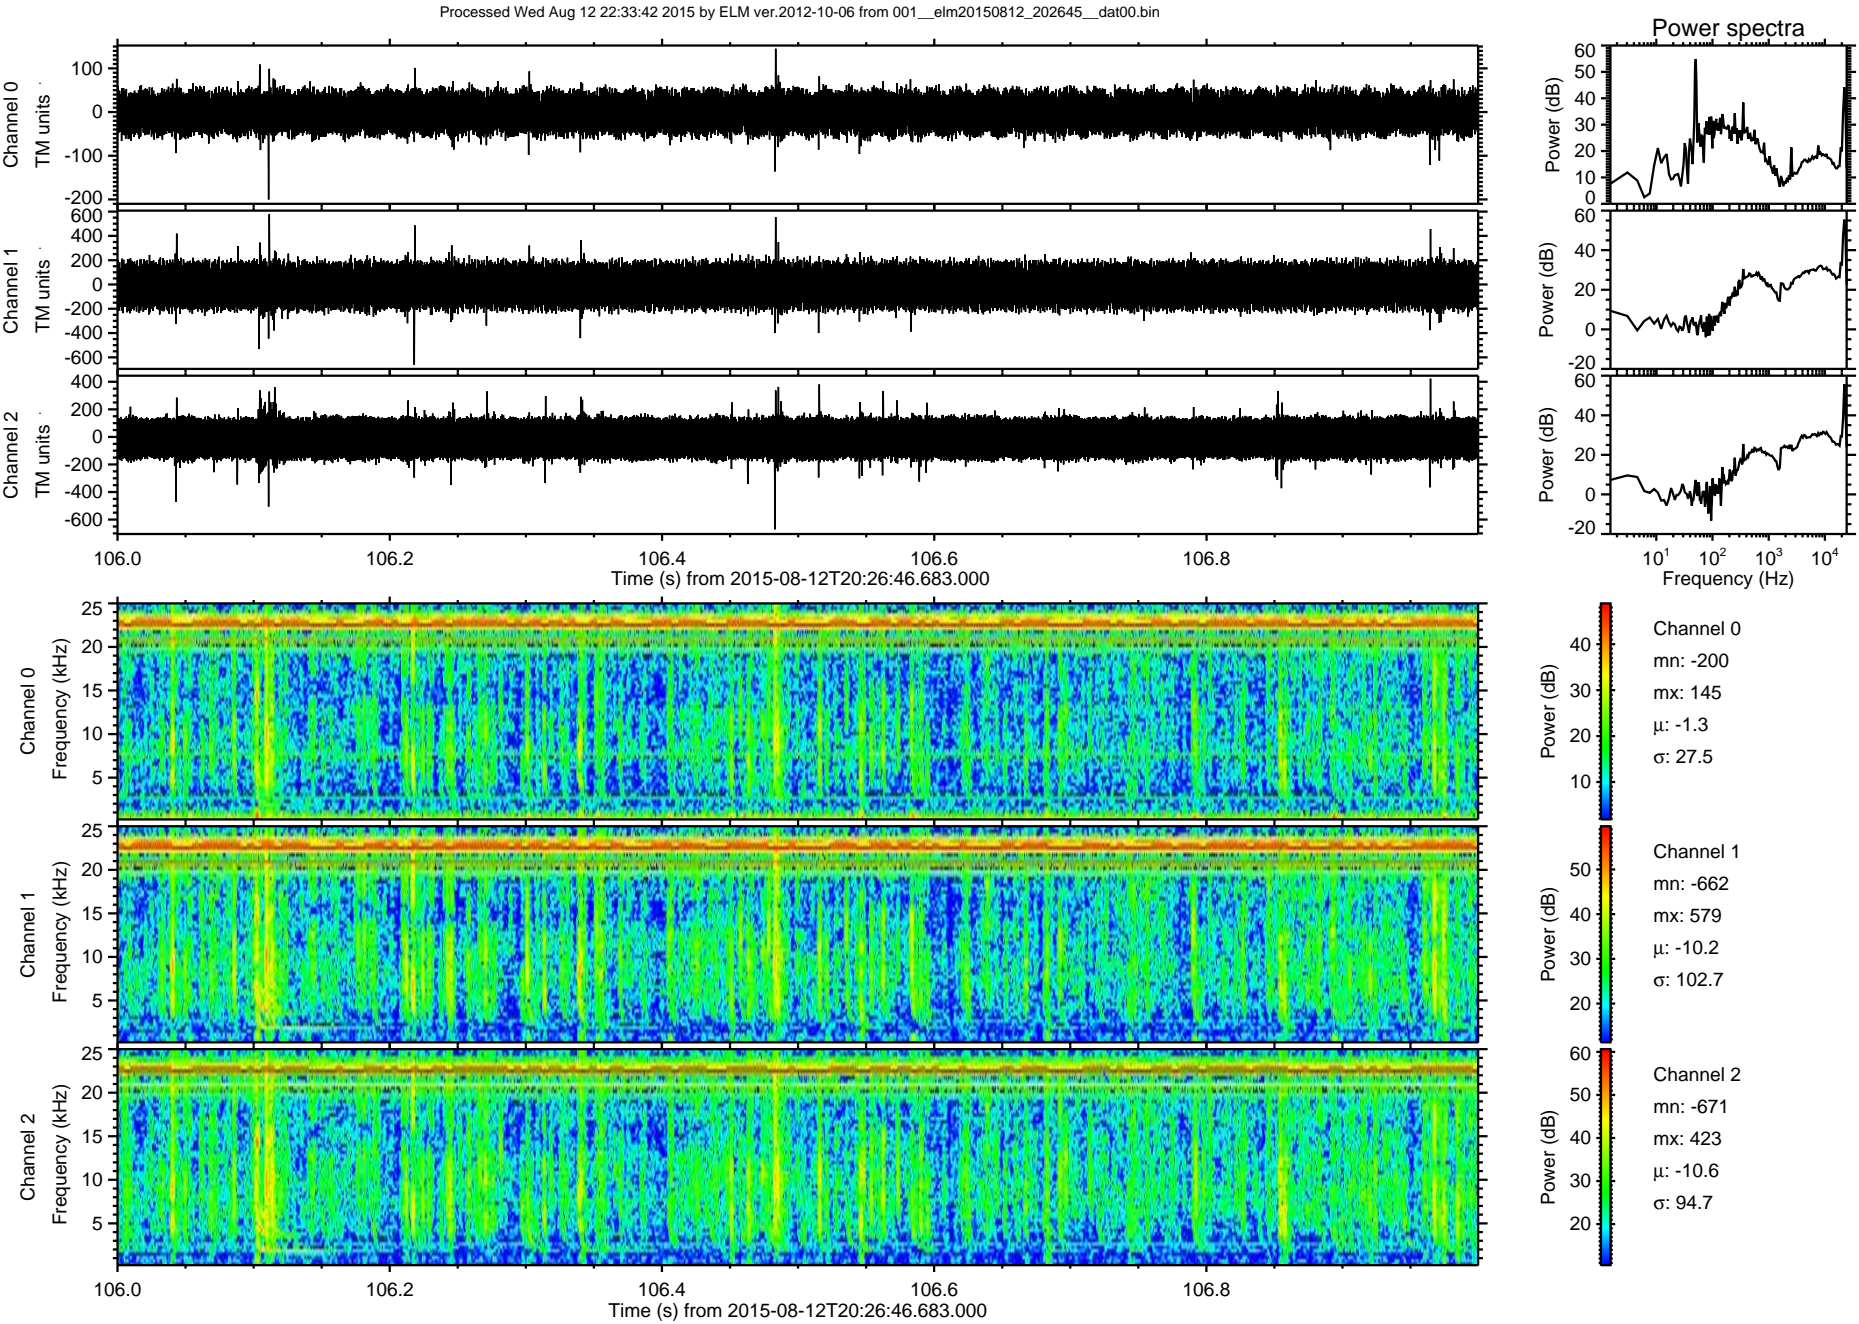 Processed Wed Aug 12 22:33:42 2015 by ELM ver.2012-10-06 from 001__elm20150812_202645__dat00.bin
Power spectra
Channel 0
TM units
100
0
-100
-200
Power (dB)
60
50
40
30
20
10
0
Channel 1
TM units
600
400
200
0
-200
-400
-600
Power (dB)
60
40
20
0
-20
Channel 2
TM units
400
200
0
-200
-400
-600
Power (dB)
60
40
20
0
-20
106.0 106.2 106.4 106.6 106.8
Time (s) from 2015-08-12T20:26:46.683.000
10¹ 10² 10³ 10⁴
Frequency (Hz)
Channel 0
Frequency (kHz)
25
20
15
10
5
Power (dB)
40
30
20
10
Channel 0
mn: -200
mx: 145
µ: -1.3
σ: 27.5
Channel 1
Frequency (kHz)
25
20
15
10
5
Power (dB)
50
40
30
20
Channel 1
mn: -662
mx: 579
µ: -10.2
σ: 102.7
Channel 2
Frequency (kHz)
25
20
15
10
5
Power (dB)
60
50
40
30
20
Channel 2
mn: -671
mx: 423
µ: -10.6
σ: 94.7
106.0 106.2 106.4 106.6 106.8
Time (s) from 2015-08-12T20:26:46.683.000